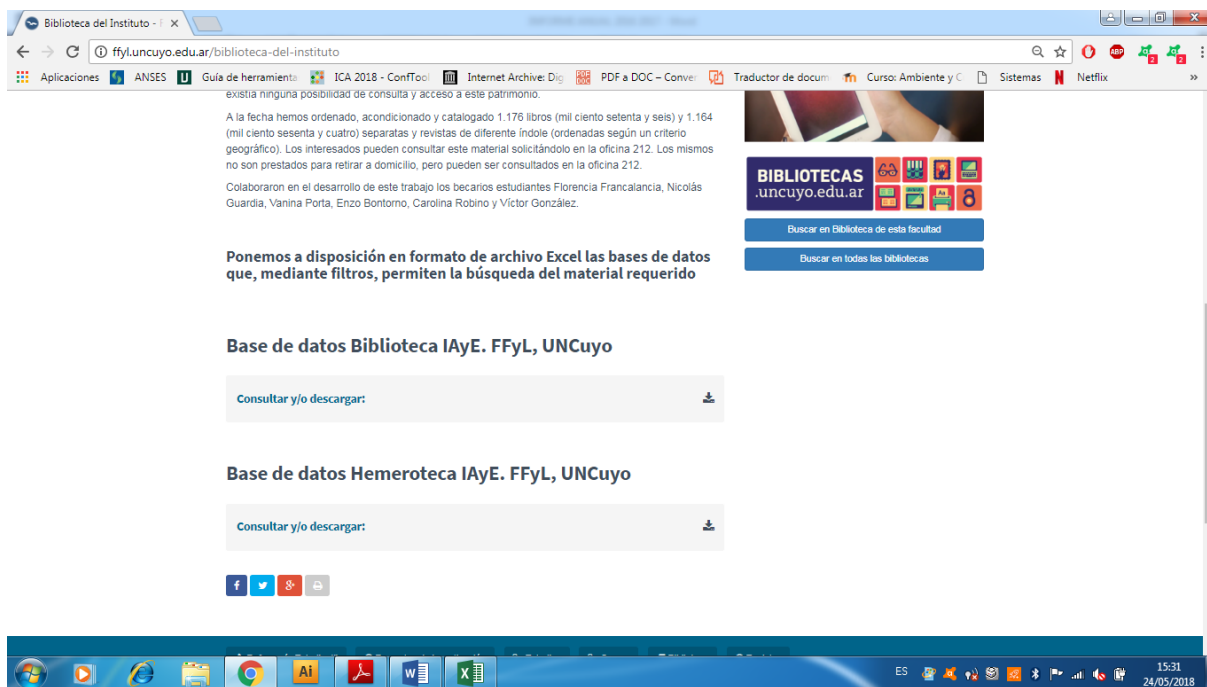 Biblioteca del Instituto - F
ffyl.uncuyo.edu.ar/biblioteca-del-instituto
ABP
2
2
Aplicaciones ANSES U Guía de herramienta ICA 2018 - ConfTool Internet Archive: Dig PDF DOC PDF a DOC – Conver Traductor de docum Curso: Ambiente y C Sistemas N Netflix »
existía ninguna posibilidad de consulta y acceso a este patrimonio.
A la fecha hemos ordenado, acondicionado y catalogado 1.176 libros (mil ciento setenta y seis) y 1.164
(mil ciento sesenta y cuatro) separatas y revistas de diferente índole (ordenadas según un criterio
geográfico). Los interesados pueden consultar este material solicitándolo en la oficina 212. Los mismos
no son prestados para retirar a domicilio, pero pueden ser consultados en la oficina 212.
Colaboraron en el desarrollo de este trabajo los becarios estudiantes Florencia Francalancia, Nicolás
Guardia, Vanina Porta, Enzo Bontorno, Carolina Robino y Víctor González.
BIBLIOTECAS
.uncuyo.edu.ar
Buscar en Biblioteca de esta facultad
Buscar en todas las bibliotecas
Ponemos a disposición en formato de archivo Excel las bases de datos
que, mediante filtros, permiten la búsqueda del material requerido
Base de datos Biblioteca IAyE. FFyL, UNCuyo
Consultar y/o descargar:
Base de datos Hemeroteca IAyE. FFyL, UNCuyo
Consultar y/o descargar:
Ai
ES
15:31
24/05/2018